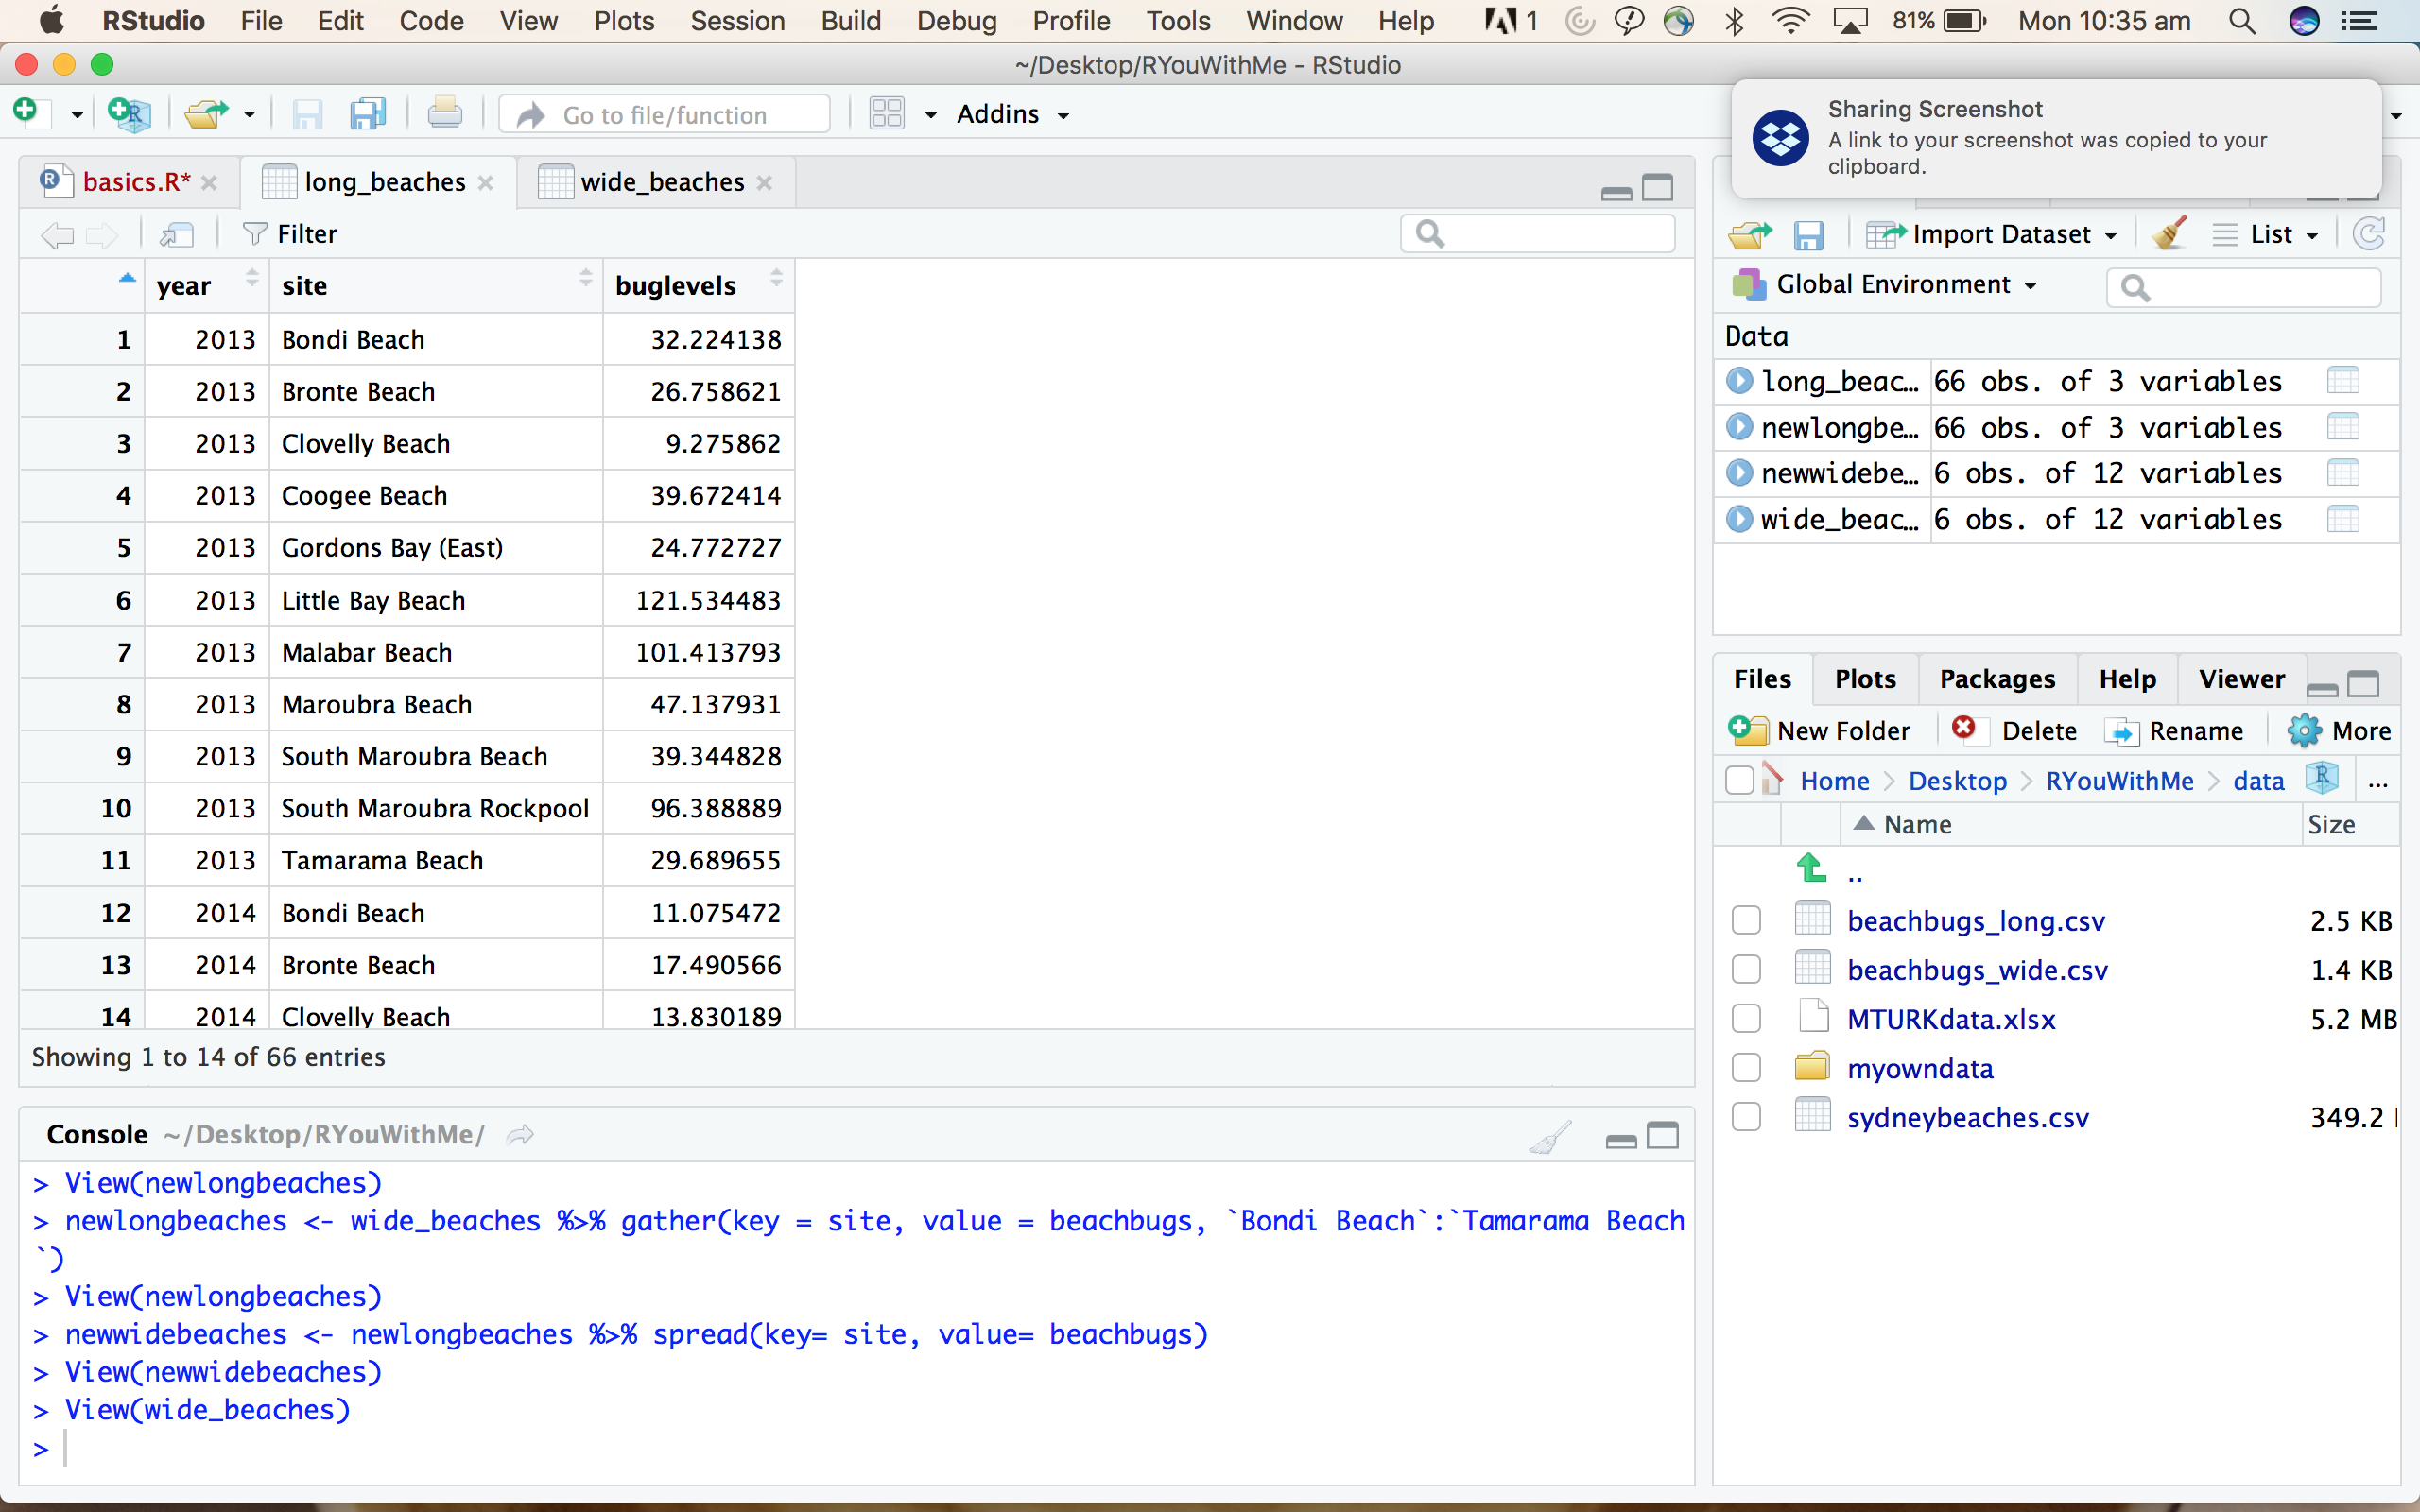 RStudio File Edit Code View Plots Session Build Debug Profile Tools Window Help 1 81% Mon 10:35 am
~/Desktop/RYouWithMe - RStudio
Go to file/function Addins
Sharing Screenshot
A link to your screenshot was copied to your
clipboard.
basics.R* long_beaches wide_beaches
Filter
year site buglevels
1 2013 Bondi Beach 32.224138
2 2013 Bronte Beach 26.758621
3 2013 Clovelly Beach 9.275862
4 2013 Coogee Beach 39.672414
5 2013 Gordons Bay (East) 24.772727
6 2013 Little Bay Beach 121.534483
7 2013 Malabar Beach 101.413793
8 2013 Maroubra Beach 47.137931
9 2013 South Maroubra Beach 39.344828
10 2013 South Maroubra Rockpool 96.388889
11 2013 Tamarama Beach 29.689655
12 2014 Bondi Beach 11.075472
13 2014 Bronte Beach 17.490566
14 2014 Clovelly Beach 13.830189
Showing 1 to 14 of 66 entries
Console ~/Desktop/RYouWithMe/
> View(newlongbeaches)
> newlongbeaches <- wide_beaches %>% gather(key = site, value = beachbugs, `Bondi Beach`:`Tamarama Beach
`)
> View(newlongbeaches)
> newwidebeaches <- newlongbeaches %>% spread(key= site, value= beachbugs)
> View(newwidebeaches)
> View(wide_beaches)
>
Import Dataset List
Global Environment
Data
long_beac… 66 obs. of 3 variables
newlongbe… 66 obs. of 3 variables
newwidebe… 6 obs. of 12 variables
wide_beac… 6 obs. of 12 variables
Files Plots Packages Help Viewer
New Folder Delete Rename More
Home Desktop RYouWithMe data ...
Name Size
..
beachbugs_long.csv 2.5 KB
beachbugs_wide.csv 1.4 KB
MTURKdata.xlsx 5.2 MB
myowndata
sydneybeaches.csv 349.2